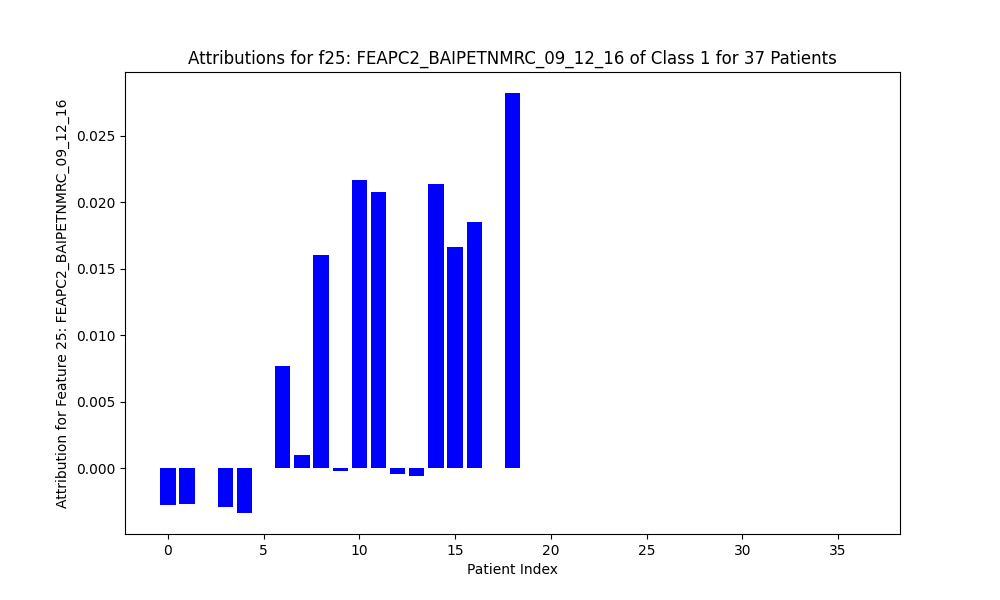 Attributions for f25: FEAPC2_BAIPETNMRC_09_12_16 of Class 1 for 37 Patients
Attribution for Feature 25: FEAPC2_BAIPETNMRC_09_12_16
0.025
0.020
0.015
0.010
0.005
0.000
0 5 10 15 20 25 30 35
Patient Index